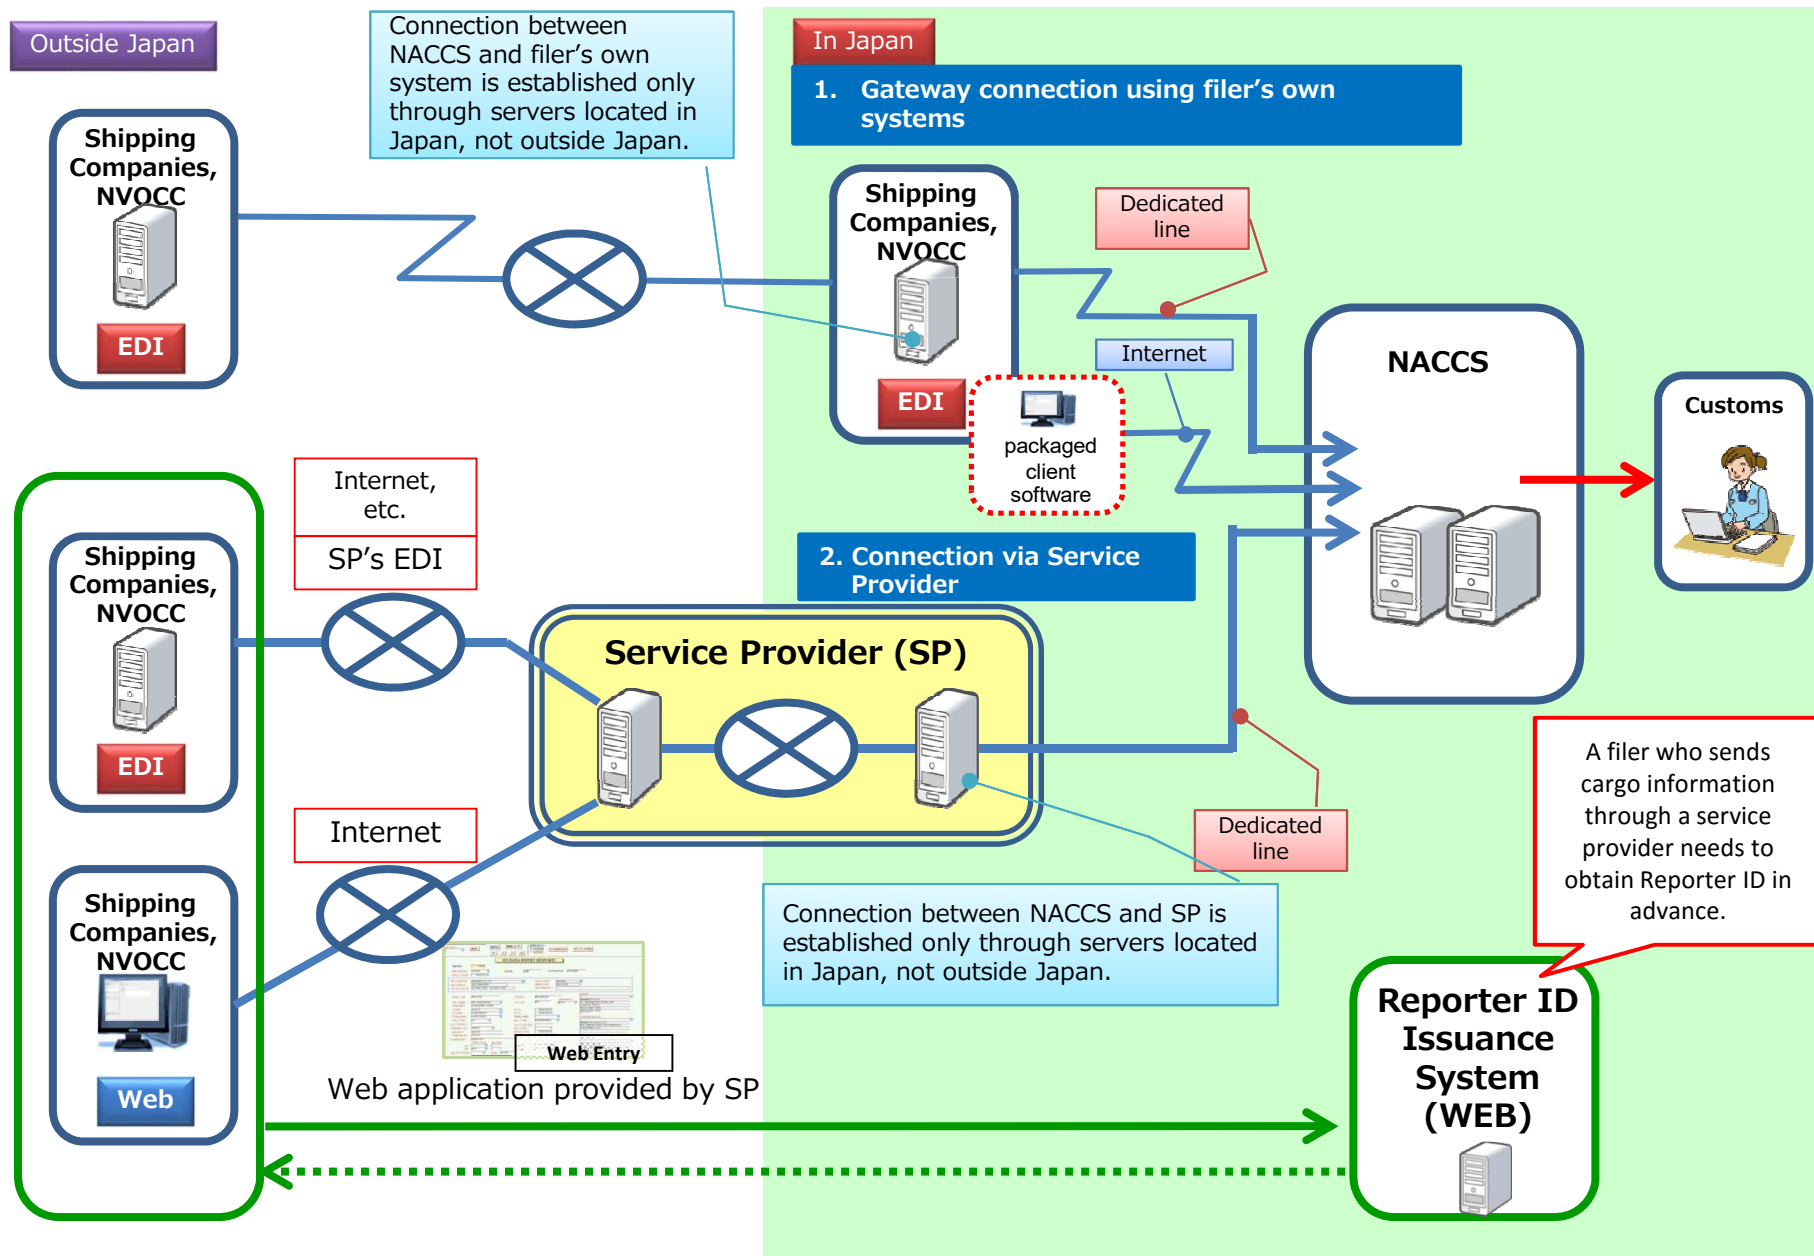 Outside Japan
Connection between
NACCS and filer’s own
system is established only
through servers located in
Japan, not outside Japan.
In Japan
1. Gateway connection using filer’s own
systems
Shipping
Companies,
NVOCC
EDI
Shipping
Companies,
NVOCC
EDI
packaged
client
software
Dedicated
line
Internet
NACCS
Customs
Internet,
etc.
SP’s EDI
2. Connection via Service
Provider
Shipping
Companies,
NVOCC
EDI
Service Provider (SP)
Internet
Dedicated
line
A filer who sends
cargo information
through a service
provider needs to
obtain Reporter ID in
advance.
Shipping
Companies,
NVOCC
Web
Connection between NACCS and SP is
established only through servers located
in Japan, not outside Japan.
Web Entry
Web application provided by SP
Reporter ID
Issuance
System
(WEB)